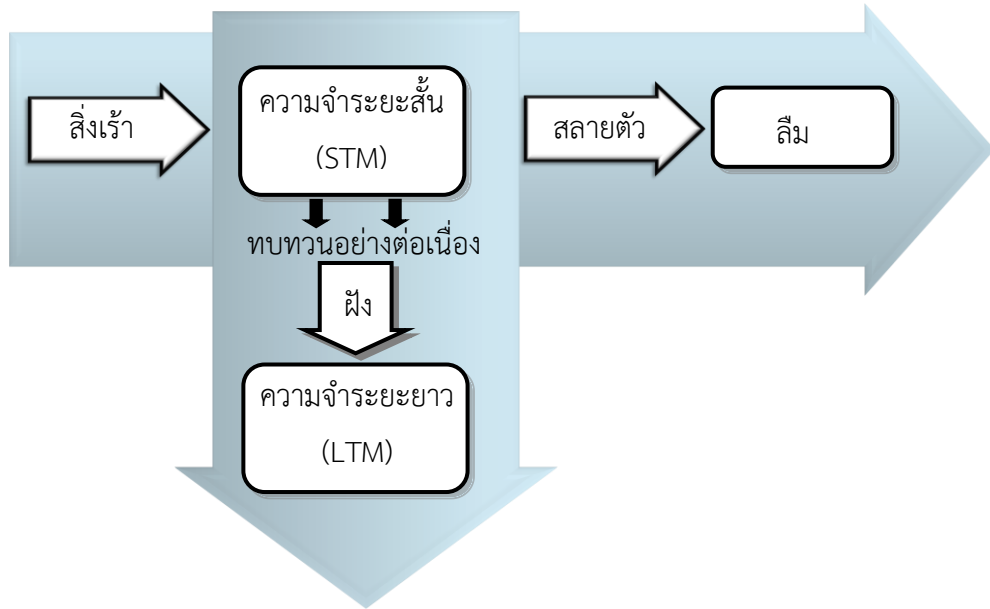 สิ่งเร้า
ความจำระยะสั้น
(STM)
สลายตัว
ลืม
ทบทวนอย่างต่อเนื่อง
ฝัง
ความจำระยะยาว
(LTM)